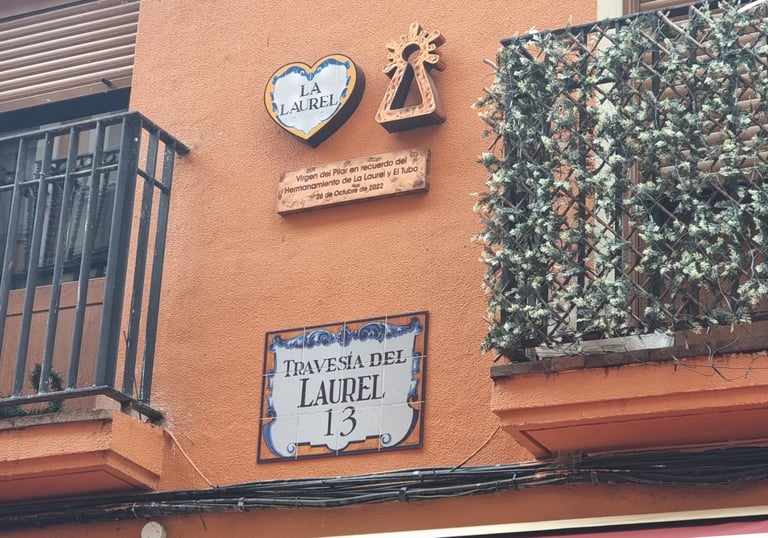 LA
LAUREL
Virgen del Pilar en recuerdo del
Hermanamiento de La Laurel y El Tubo
26 de Octubre de 2022
TRAVESÍA DEL
LAUREL
13